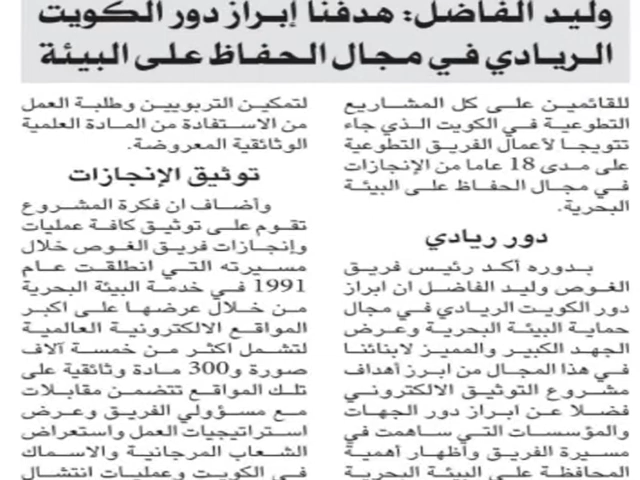 وليد الفاضل: هدفنا إبراز دور الكويت
الريادي في مجال الحفاظ على البيئة
للقائمين على كل المشاريع
التطوعية في الكويت الذي جاء
تتويجا لأعمال الفريق التطوعية
على مدى 18 عاما من الإنجازات
في مجال الحفاظ على البيئة
البحرية.
دور ريادي
بدوره أكد رئيس فريق
الغوص وليد الفاضل ان ابراز
دور الكويت الريادي في مجال
حماية البيئة البحرية وعرض
الجهد الكبير والمميز لابنائنا
في هذا المجال من ابرز أهداف
مشروع التوثيق الالكتروني
فضلا عن ابراز دور الجهات
والمؤسسات التي ساهمت في
مسيرة الفريق وأظهار أهمية
المحافظة على البيئة البحرية
لتمكين التربويين وطلبة العمل
من الاستفادة من المادة العلمية
الوثائقية المعروضة.
توثيق الإنجازات
وأضاف ان فكرة المشروع
تقوم على توثيق كافة عمليات
وإنجازات فريق الغوص خلال
مسيرته التي انطلقت عام
1991 في خدمة البيئة البحرية
من خلال عرضها على اكبر
المواقع الالكترونية العالمية
لتشمل اكثر من خمسة آلاف
صورة و300 مادة وثائقية على
تلك المواقع تتضمن مقابلات
مع مسؤولي الفريق وعرض
استراتيجيات العمل واستعراض
الشعاب المرجانية والاسماك
في الكويت وعمليات انتشال